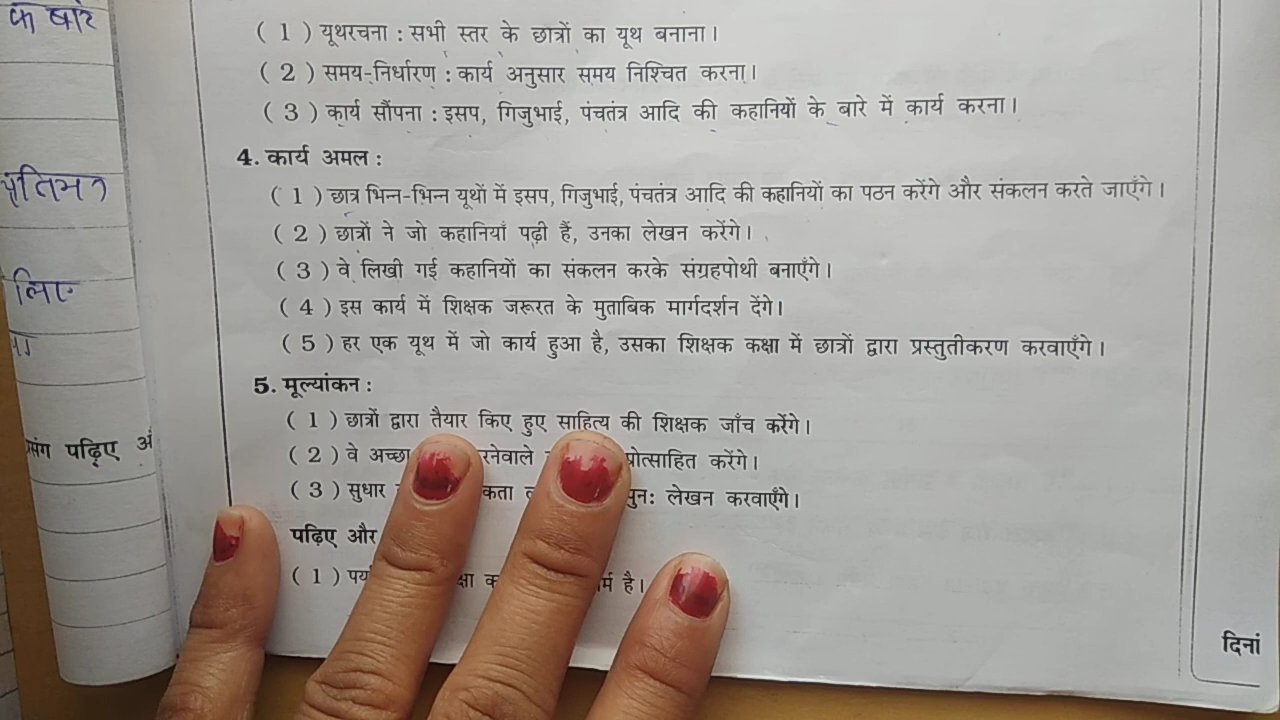 के बारे
( 1 ) यूथरचना : सभी स्तर के छात्रों का यूथ बनाना।
( 2 ) समय-निर्धारण : कार्य अनुसार समय निश्चित करना।
( 3 ) कार्य सौंपना : इसप, गिजुभाई, पंचतंत्र आदि की कहानियों के बारे में कार्य करना।
4. कार्य अमल :
( 1 ) छात्र भिन्न-भिन्न यूथों में इसप, गिजुभाई, पंचतंत्र आदि की कहानियों का पठन करेंगे और संकलन करते जाएँगे।
( 2 ) छात्रों ने जो कहानियाँ पढ़ी हैं, उनका लेखन करेंगे।
( 3 ) वे लिखी गई कहानियों का संकलन करके संग्रहपोथी बनाएँगे।
लिए
( 4 ) इस कार्य में शिक्षक जरूरत के मुताबिक मार्गदर्शन देंगे।
( 5 ) हर एक यूथ में जो कार्य हुआ है, उसका शिक्षक कक्षा में छात्रों द्वारा प्रस्तुतीकरण करवाएँगे।
5. मूल्यांकन :
( 1 ) छात्रों द्वारा तैयार किए हुए साहित्य की शिक्षक जाँच करेंगे।
पढ़िए
( 2 ) वे अच्छा प्रोत्साहित करेंगे।
( 3 ) सुधार पुनः लेखन करवाएँगे।
पढ़िए और
( 1 ) है।
दिनां